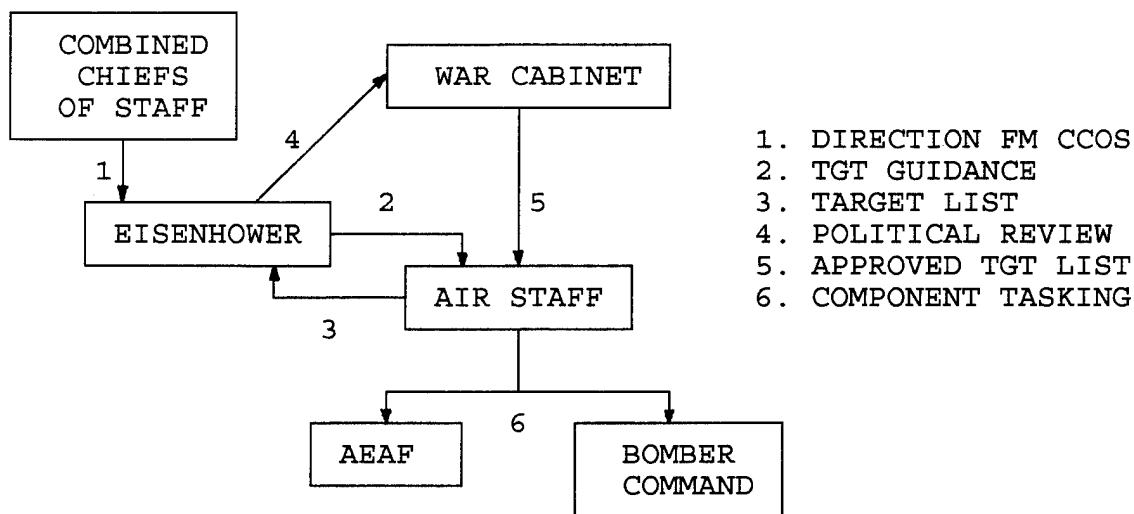 COMBINED
CHIEFS
OF STAFF
WAR CABINET
4
1
2
5
EISENHOWER
AIR STAFF
3
6
AEAF
BOMBER
COMMAND
1. DIRECTION FM CCOS
2. TGT GUIDANCE
3. TARGET LIST
4. POLITICAL REVIEW
5. APPROVED TGT LIST
6. COMPONENT TASKING